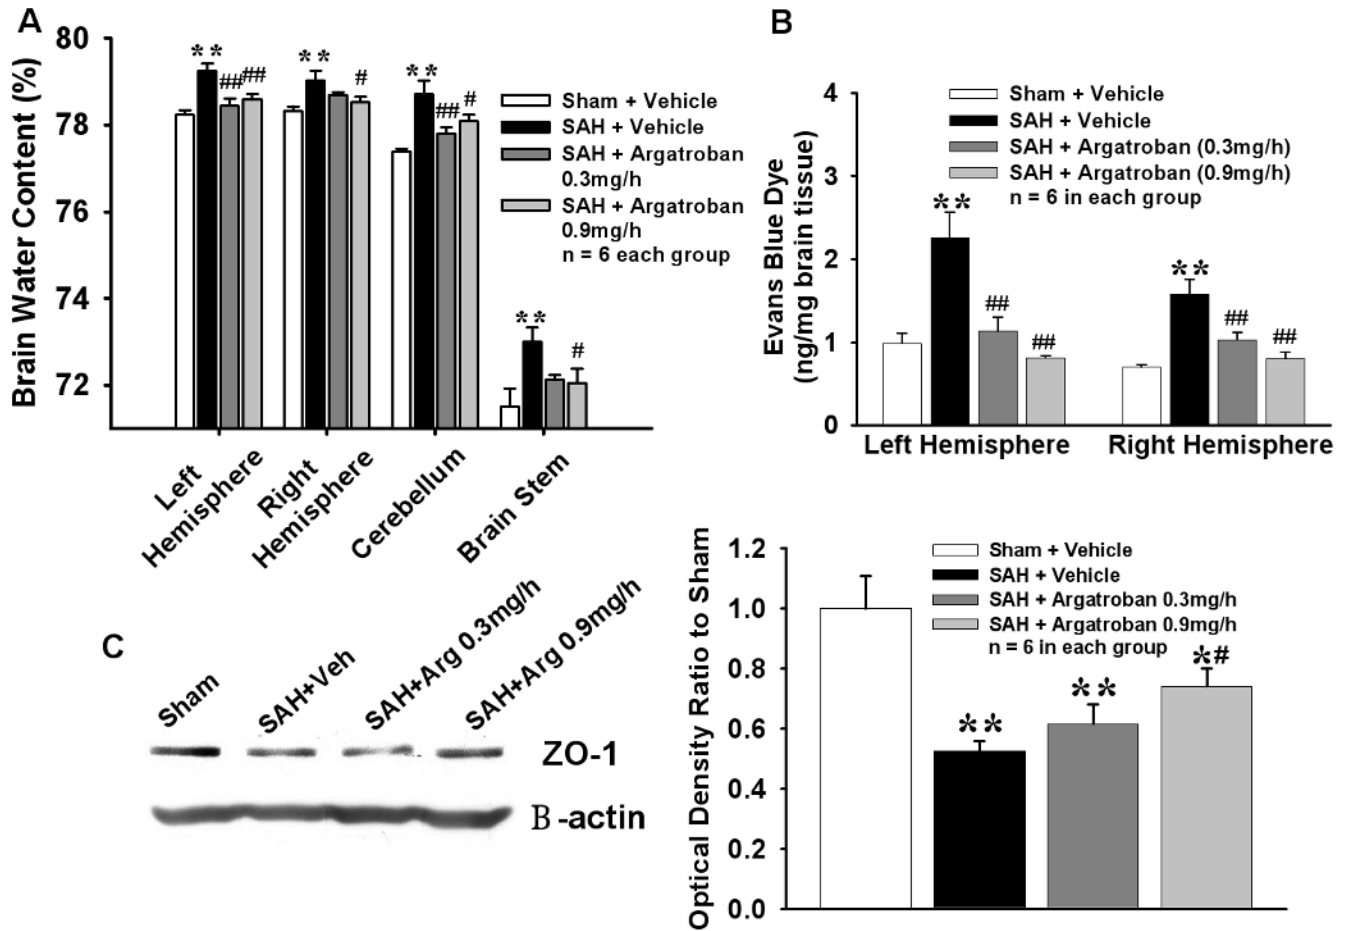 A
80
78
76
74
72
Brain Water Content (%)
**
##
##
**
#
**
##
#
**
#
Sham + Vehicle
SAH + Vehicle
SAH + Argatroban
0.3mg/h
SAH + Argatroban
0.9mg/h
n = 6 each group
Left
Hemisphere
Right
Hemisphere
Cerebellum
Brain Stem
B
4
3
2
1
0
Evans Blue Dye
(ng/mg brain tissue)
Sham + Vehicle
SAH + Vehicle
SAH + Argatroban (0.3mg/h)
SAH + Argatroban (0.9mg/h)
n = 6 in each group
**
##
##
**
##
##
Left Hemisphere
Right Hemisphere
C
Sham
SAH+Veh
SAH+Arg 0.3mg/h
SAH+Arg 0.9mg/h
ZO-1
B-actin
1.2
1.0
0.8
0.6
0.4
0.2
0.0
Optical Density Ratio to Sham
Sham + Vehicle
SAH + Vehicle
SAH + Argatroban 0.3mg/h
SAH + Argatroban 0.9mg/h
n = 6 in each group
**
**
*#